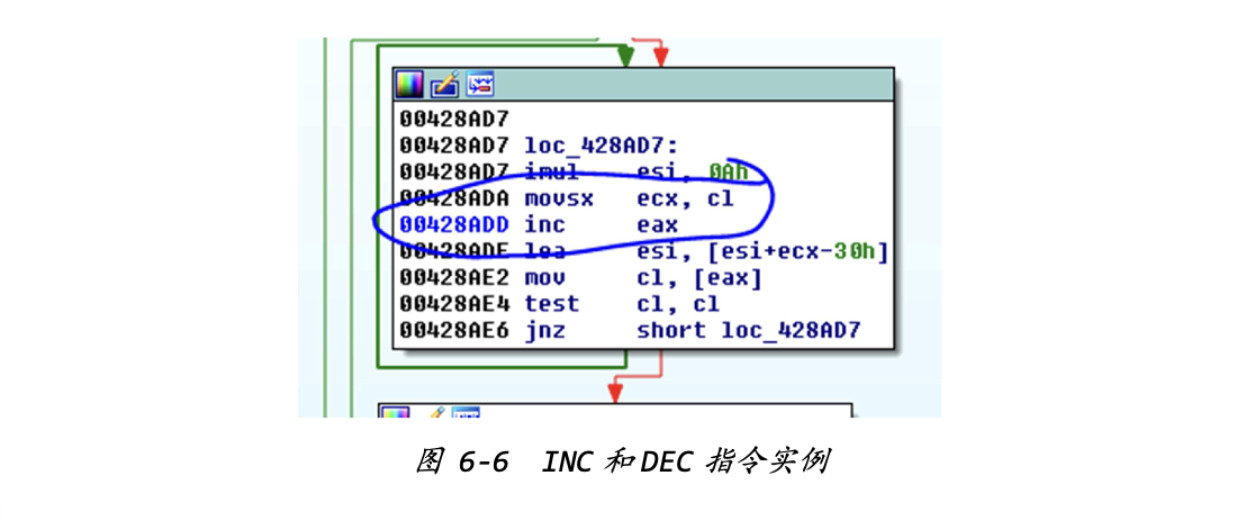 00428AD7
00428AD7 loc_428AD7:
00428AD7 imul esi, 0Ah
00428ADA movsx ecx, cl
00428ADD inc eax
00428ADE lea esi, [esi+ecx-30h]
00428AE2 mov cl, [eax]
00428AE4 test cl, cl
00428AE6 jnz short loc_428AD7
图 6-6 INC 和 DEC 指令实例